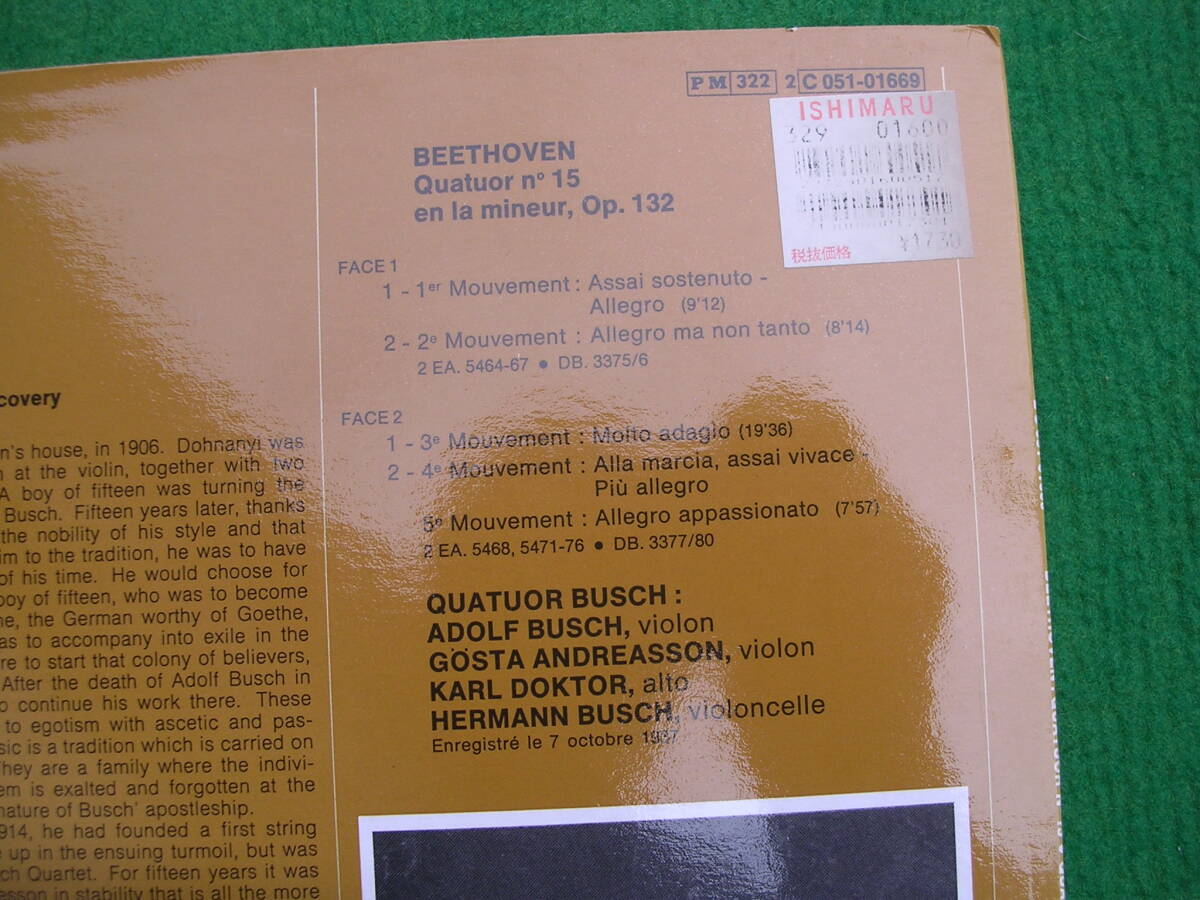 PM 322 2 C 051-01669
ISHIMARU
329 01600
¥1730
税抜価格
BEETHOVEN
Quatuor n° 15
en la mineur, Op. 132
FACE 1
1 - 1er Mouvement : Assai sostenuto -
Allegro (9'12)
2 - 2e Mouvement : Allegro ma non tanto (8'14)
2 EA. 5464-67 • DB. 3375/6
FACE 2
1 - 3e Mouvement : Molto adagio (19'36)
2 - 4e Mouvement : Alla marcia, assai vivace -
Più allegro
5e Mouvement : Allegro appassionato (7'57)
2 EA. 5468, 5471-76 • DB. 3377/80
QUATUOR BUSCH :
ADOLF BUSCH, violon
GÖSTA ANDREASSON, violon
KARL DOKTOR, alto
HERMANN BUSCH, violoncelle
Enregistré le 7 octobre 1937
covery
n's house, in 1906. Dohnanyi was
at the violin, together with two
A boy of fifteen was turning the
Busch. Fifteen years later, thanks
the nobility of his style and that
im to the tradition, he was to have
of his time. He would choose for
boy of fifteen, who was to become
ne, the German worthy of Goethe,
as to accompany into exile in the
re to start that colony of believers,
After the death of Adolf Busch in
o continue his work there. These
to egotism with ascetic and pas-
sic is a tradition which is carried on
They are a family where the indivi-
em is exalted and forgotten at the
nature of Busch' apostleship.
914, he had founded a first string
up in the ensuing turmoil, but was
ch Quartet. For fifteen years it was
esson in stability that is all the more